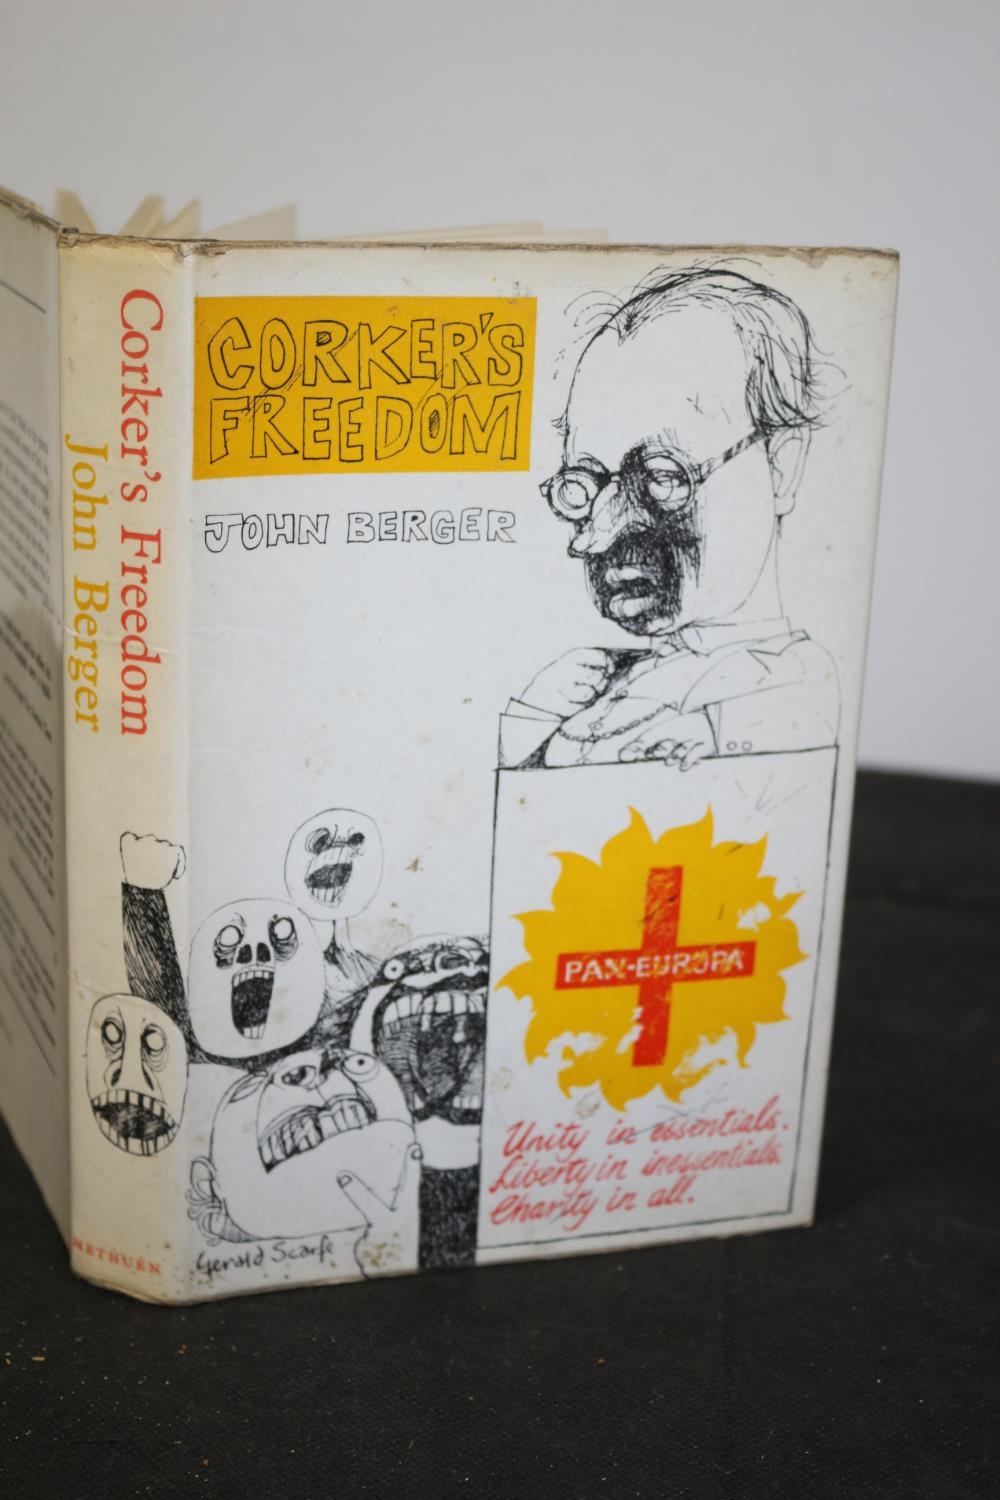 Corker's Freedom
John Berger
METHUEN
CORKER'S
FREEDOM
JOHN BERGER
PAN-EUROPA
Unity in essentials.
Liberty in inessentials.
Charity in all.
Gerald Scarfe